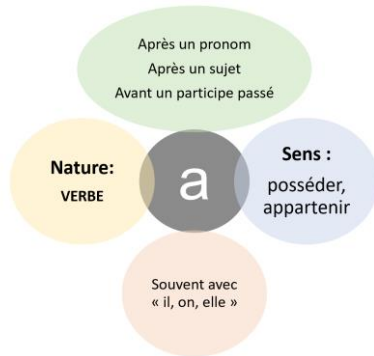 Après un pronom
Après un sujet
Avant un participe passé
Nature:
VERBE
a
Sens :
posséder,
appartenir
Souvent avec
« il, on, elle »